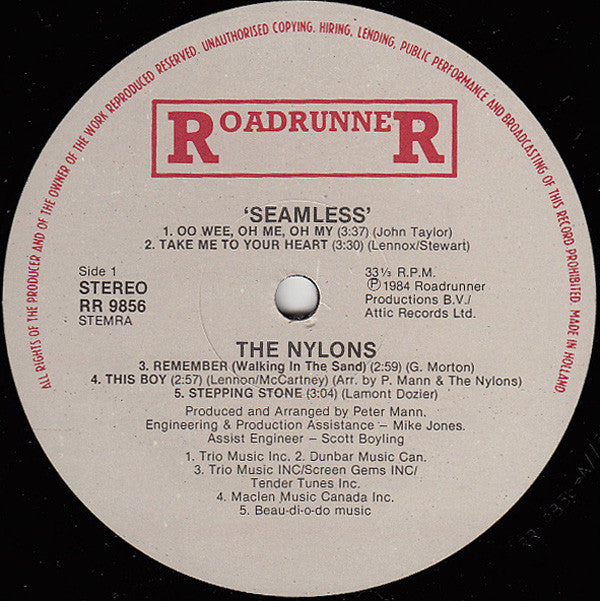 ALL RIGHTS OF THE PRODUCER AND OF THE OWNER OF THE WORK REPRODUCED RESERVED. UNAUTHORISED COPYING, HIRING, LENDING, PUBLIC PERFORMANCE AND BROADCASTING OF THIS RECORD PROHIBITED. MADE IN HOLLAND.
ROADRUNNER
'SEAMLESS'
1. OO WEE, OH ME, OH MY (3:37) (John Taylor)
2. TAKE ME TO YOUR HEART (3:30) (Lennox/Stewart)
Side 1
STEREO
RR 9856
STEMRA
33⅓ R.P.M.
Ⓟ1984 Roadrunner
Productions B.V./
Attic Records Ltd.
THE NYLONS
3. REMEMBER (Walking In The Sand) (2:59) (G. Morton)
4. THIS BOY (2:57) (Lennon/McCartney) (Arr. by P. Mann & The Nylons)
5. STEPPING STONE (3:04) (Lamont Dozier)
Produced and Arranged by Peter Mann.
Engineering & Production Assistance – Mike Jones.
Assist Engineer – Scott Boyling
1. Trio Music Inc. 2. Dunbar Music Can.
3. Trio Music INC/Screen Gems INC/
Tender Tunes Inc.
4. Maclen Music Canada Inc.
5. Beau-di-o-do music